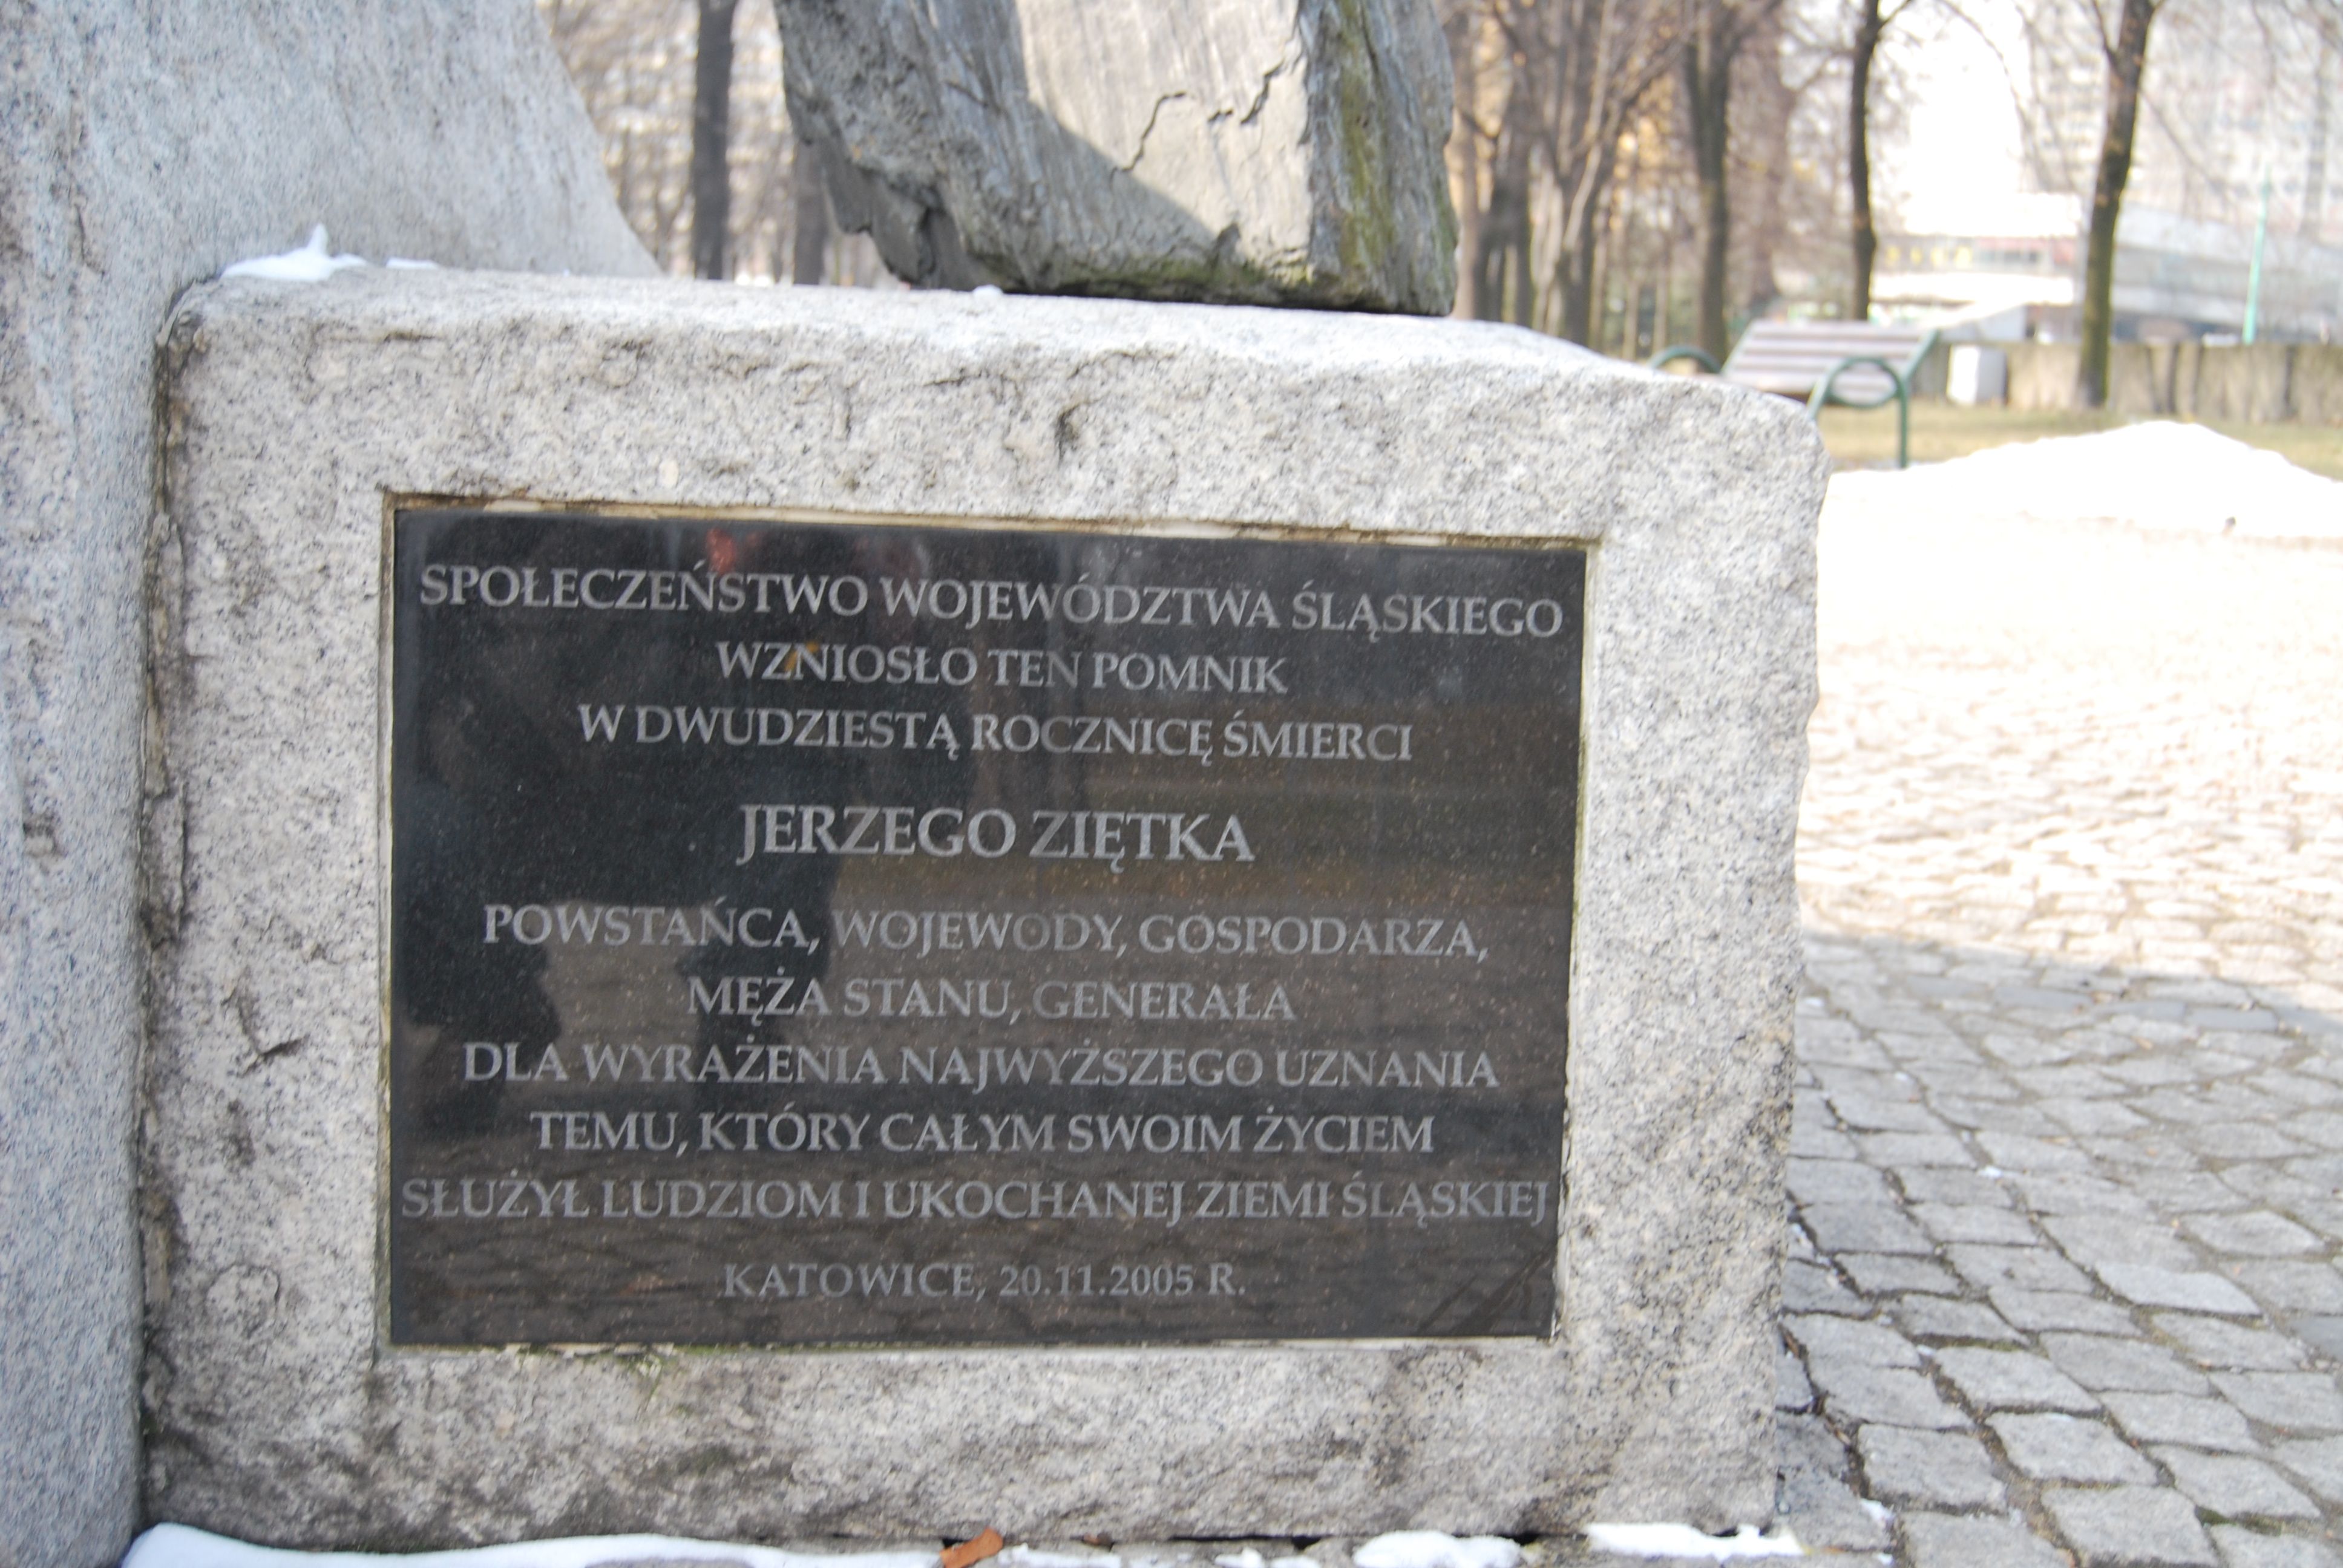 SPOŁECZEŃSTWO WOJEWÓDZTWA ŚLĄSKIEGO
WZNIOSŁO TEN POMNIK
W DWUDZIESTĄ ROCZNICĘ ŚMIERCI
JERZEGO ZIĘTKA
POWSTAŃCA, WOJEWODY, GOSPODARZA,
MĘŻA STANU, GENERAŁA
DLA WYRAŻENIA NAJWYŻSZEGO UZNANIA
TEMU, KTÓRY CAŁYM SWOIM ŻYCIEM
SŁUŻYŁ LUDZIOM I UKOCHANEJ ZIEMI ŚLĄSKIEJ
KATOWICE, 20.11.2005 R.